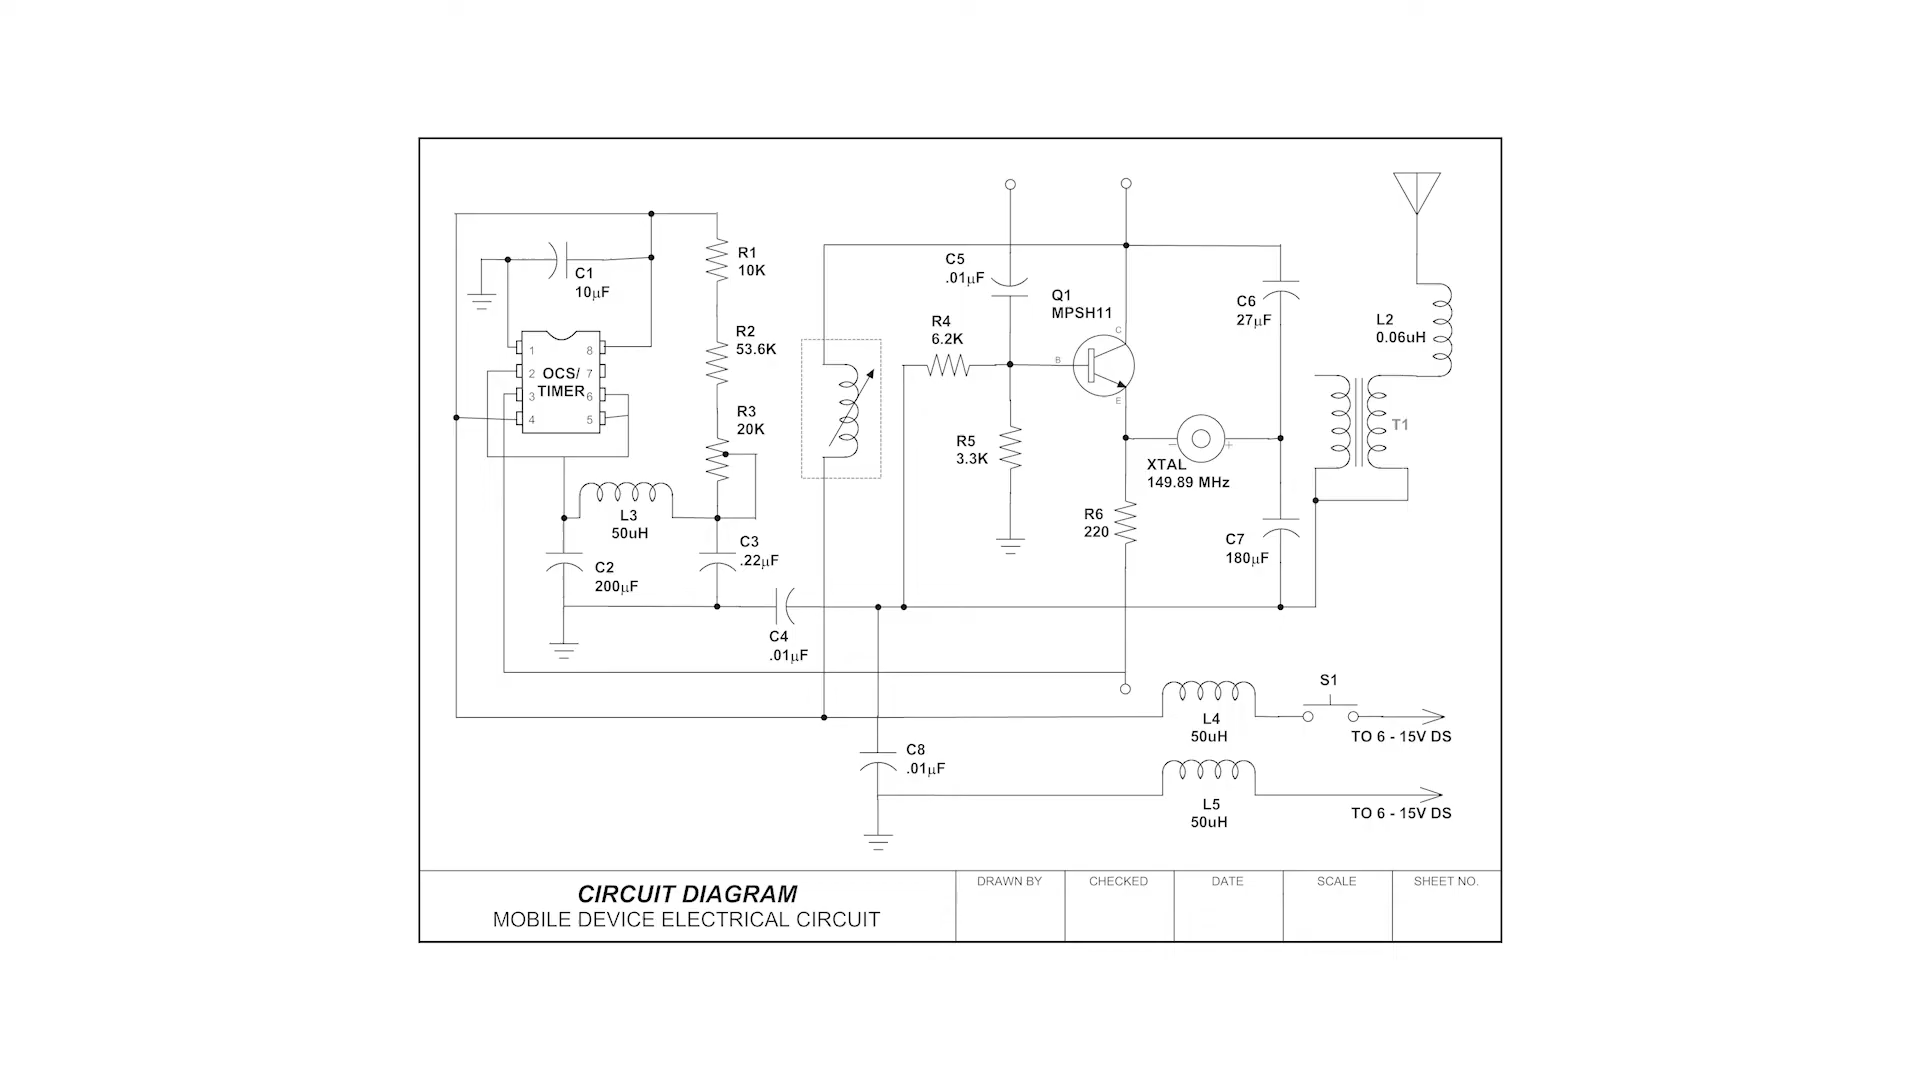 R1
10K
C1
10µF
C5
.01µF
Q1
MPSH11
C
C6
27µF
R4
6.2K
L2
0.06uH
R2
53.6K
1
8
2
OCS/
7
TIMER
3
6
4
5
B
E
R3
20K
T1
R5
3.3K
XTAL
149.89 MHz
−
+
L3
50uH
R6
220
C3
.22µF
C7
180µF
C2
200µF
C4
.01µF
S1
L4
50uH
TO 6 - 15V DS
C8
.01µF
L5
50uH
TO 6 - 15V DS
CIRCUIT DIAGRAM
MOBILE DEVICE ELECTRICAL CIRCUIT
DRAWN BY
CHECKED
DATE
SCALE
SHEET NO.